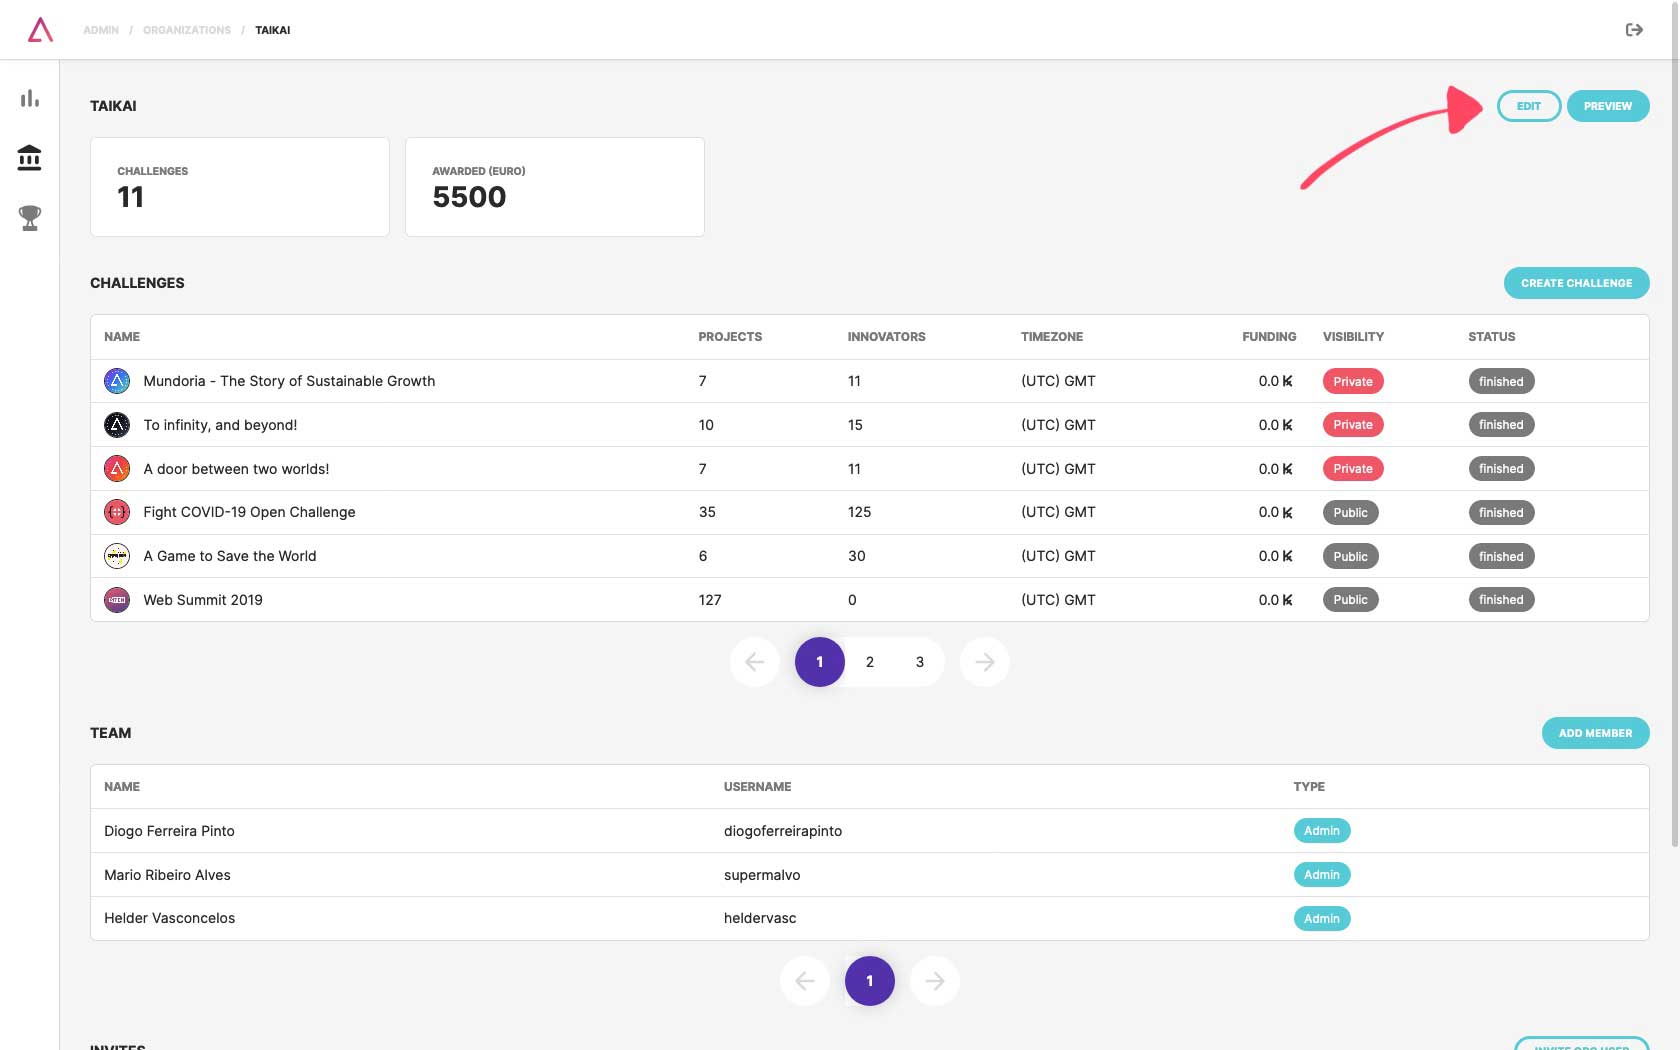 ADMIN / ORGANIZATIONS / TAIKAI
TAIKAI
EDIT PREVIEW
CHALLENGES
11
AWARDED (EURO)
5500
CHALLENGES
CREATE CHALLENGE
NAME PROJECTS INNOVATORS TIMEZONE FUNDING VISIBILITY STATUS
Mundoria - The Story of Sustainable Growth 7 11 (UTC) GMT 0.0 K Private finished
To infinity, and beyond! 10 15 (UTC) GMT 0.0 K Private finished
A door between two worlds! 7 11 (UTC) GMT 0.0 K Private finished
Fight COVID-19 Open Challenge 35 125 (UTC) GMT 0.0 K Public finished
A Game to Save the World 6 30 (UTC) GMT 0.0 K Public finished
Web Summit 2019 127 0 (UTC) GMT 0.0 K Public finished
1 2 3
TEAM
ADD MEMBER
NAME USERNAME TYPE
Diogo Ferreira Pinto diogoferreirapinto Admin
Mario Ribeiro Alves supermalvo Admin
Helder Vasconcelos heldervasc Admin
1
INVITES
INVITE ORG USER